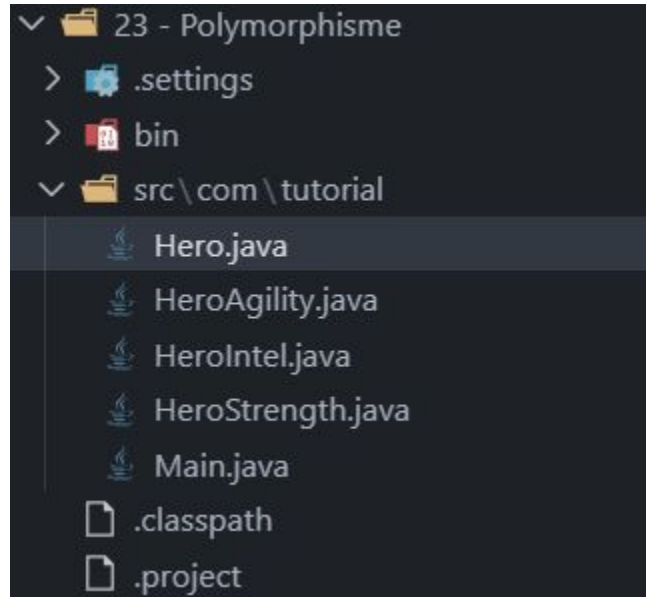 23 - Polymorphisme
.settings
bin
src\com\tutorial
Hero.java
HeroAgility.java
HeroIntel.java
HeroStrength.java
Main.java
.classpath
.project